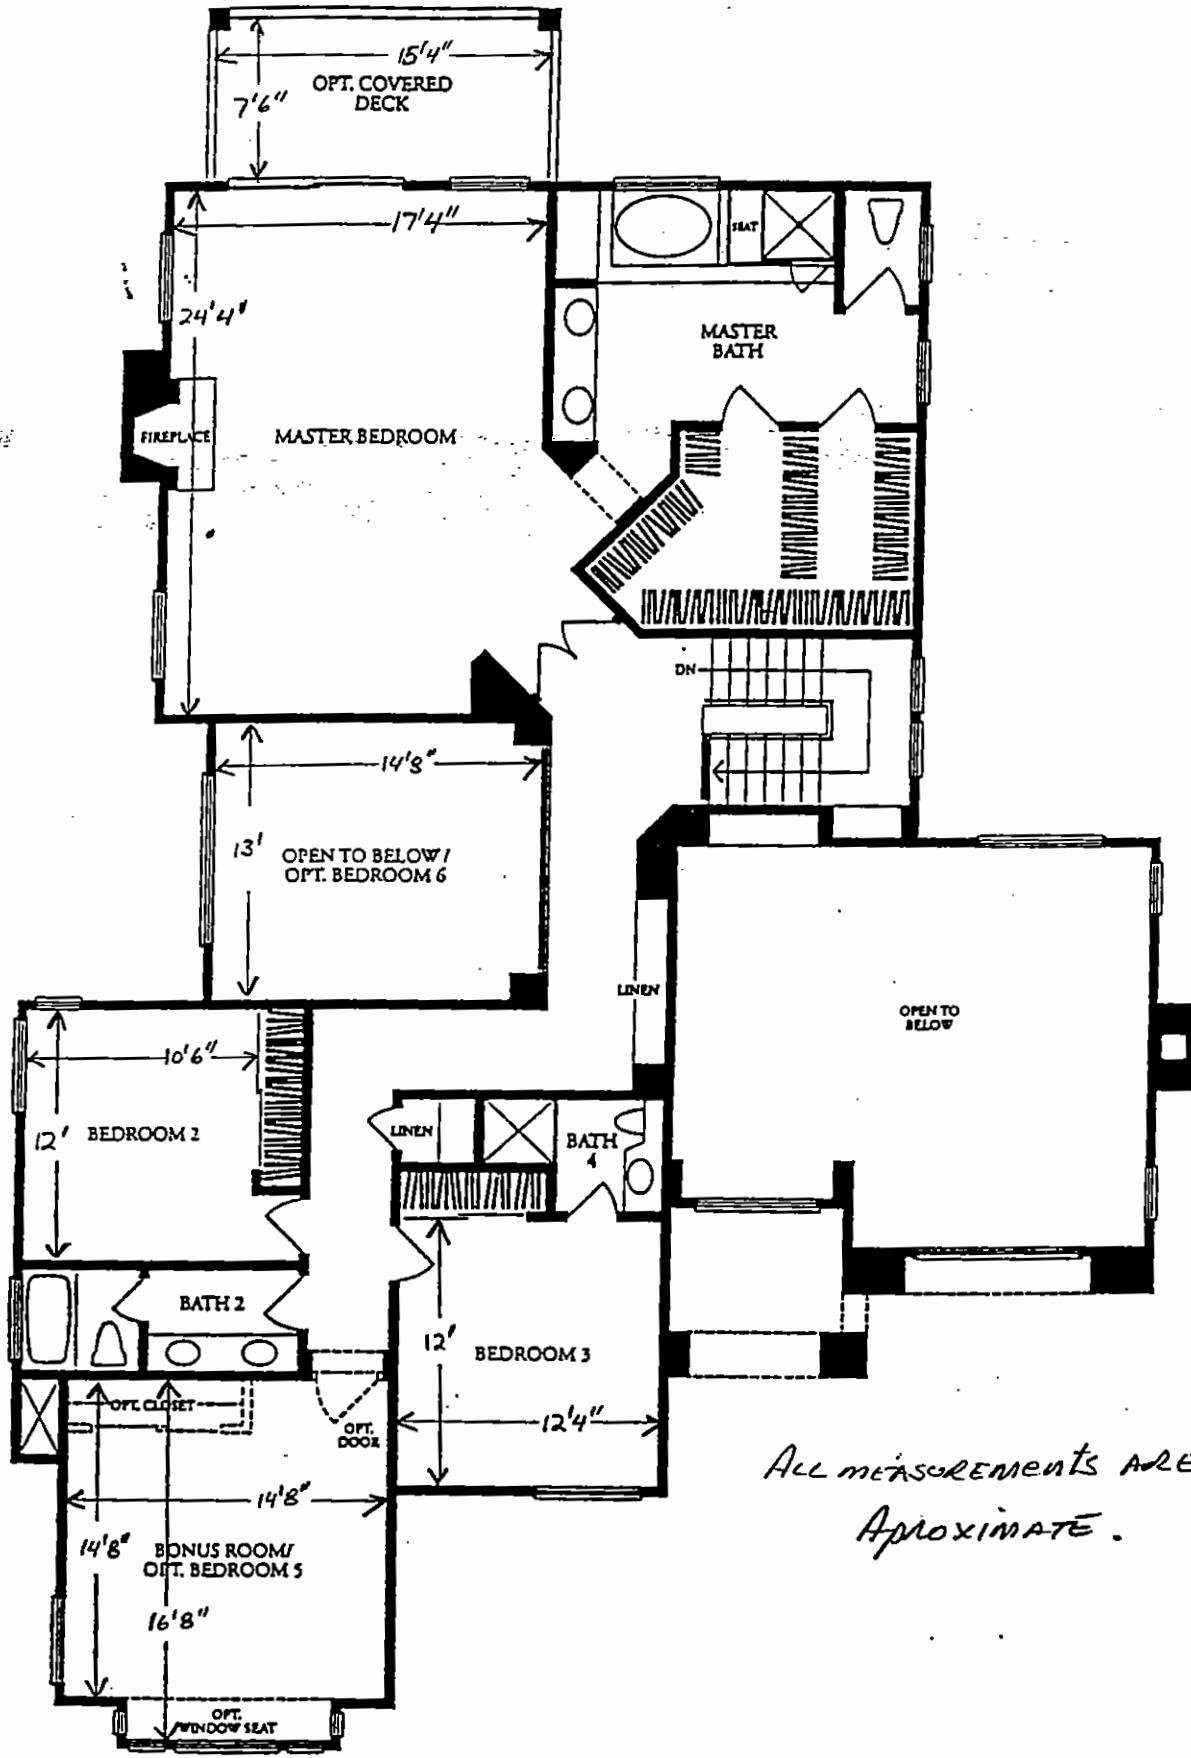 15'4"
OPT. COVERED
DECK
7'6"
17'4"
SEAT
24'4"
MASTER
BATH
FIREPLACE
MASTER BEDROOM
DN
14'8"
13'
OPEN TO BELOW/
OPT. BEDROOM 6
LINEN
OPEN TO
BELOW
10'6"
12'
BEDROOM 2
LINEN
BATH
4
BATH 2
12'
BEDROOM 3
OPT. CLOSET
OPT.
DOOR
12'4"
14'8"
14'8"
BONUS ROOM/
OPT. BEDROOM 5
16'8"
OPT.
WINDOW SEAT
ALL MEASUREMENTS ARE
APROXIMATE.